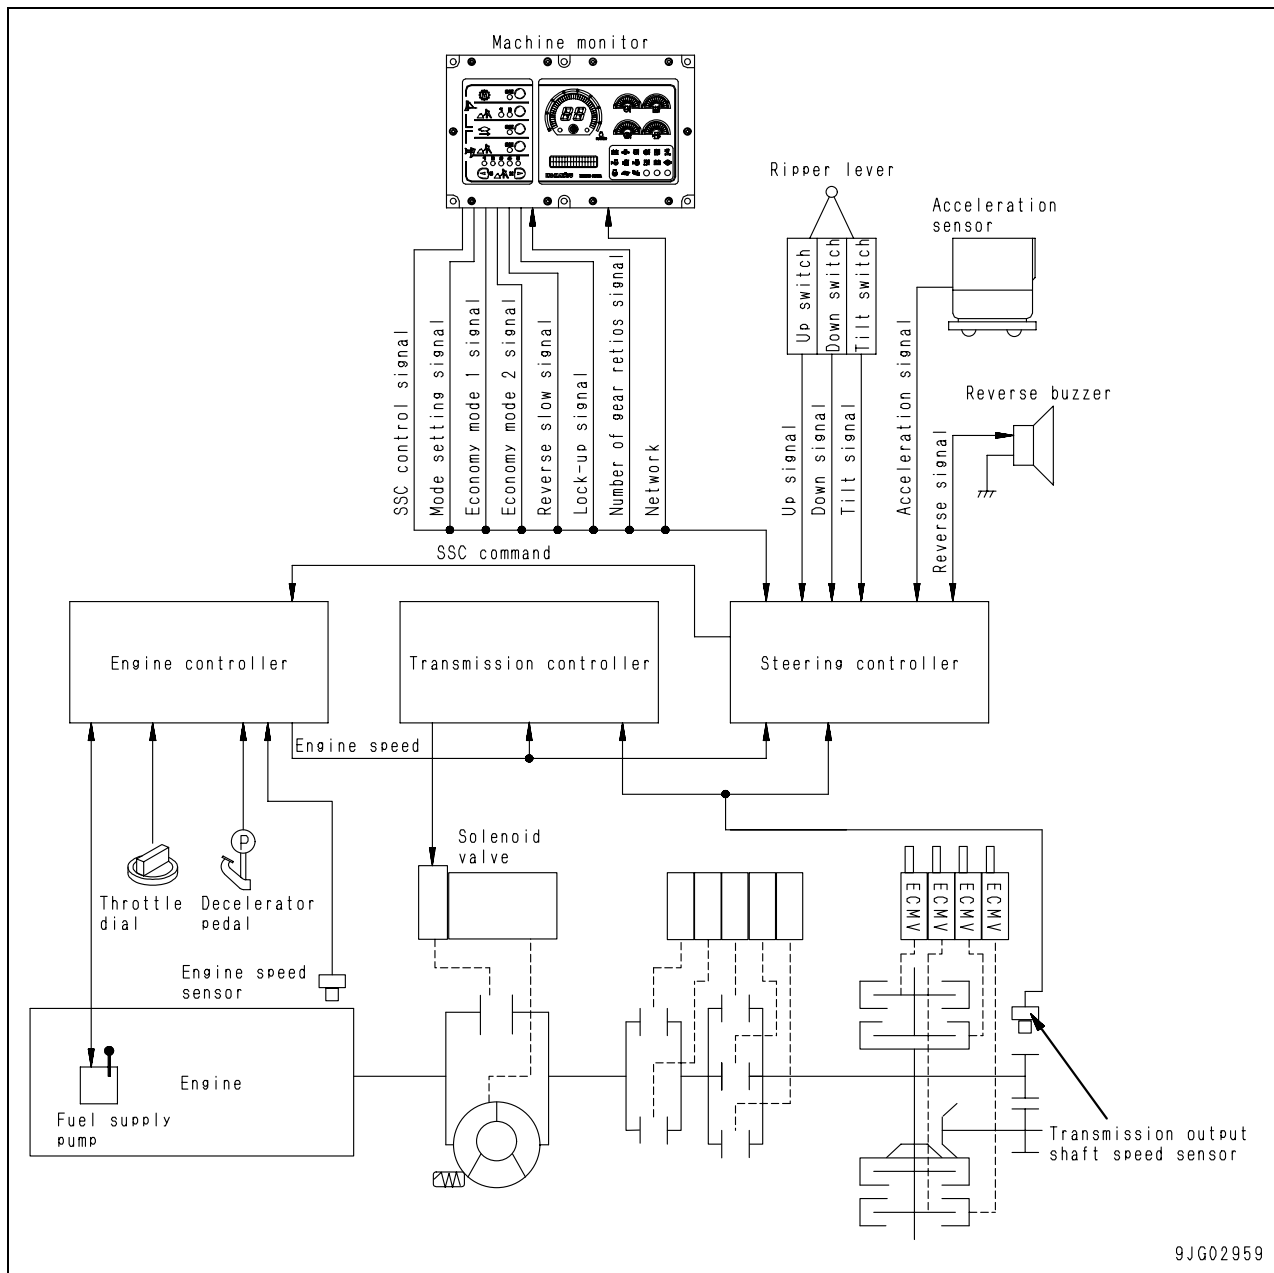 Machine monitor
Ripper lever
Acceleration
sensor
Up switch
Down switch
Tilt switch
Reverse buzzer
SSC control signal
Mode setting signal
Economy mode 1 signal
Economy mode 2 signal
Reverse slow signal
Lock-up signal
Number of gear retios signal
Network
Up signal
Down signal
Tilt signal
Acceleration signal
Reverse signal
SSC command
Engine controller
Transmission controller
Steering controller
Engine speed
P
Solenoid
valve
Throttle
dial
Decelerator
pedal
ECMV
ECMV
ECMV
ECMV
Engine speed
sensor
Engine
Fuel supply
pump
Transmission output
shaft speed sensor
9JG02959